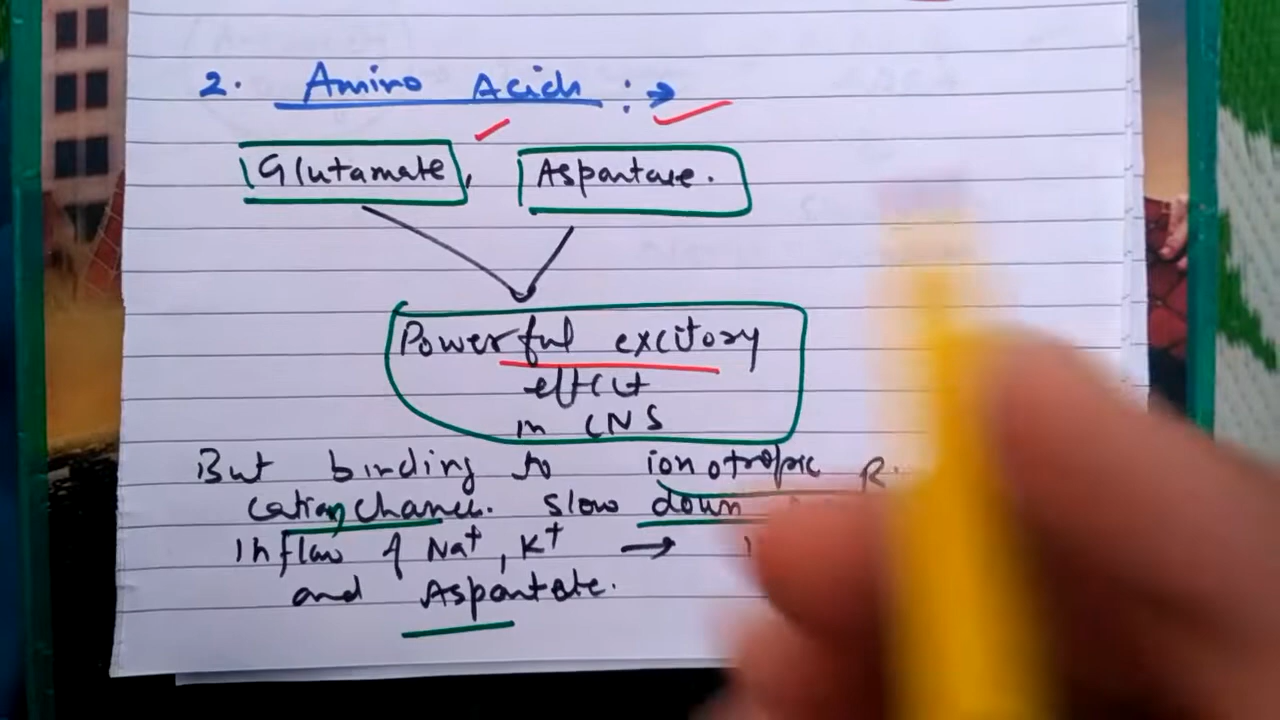 2. Amino Acids :→
Glutamate, Aspartate.
Powerful excitory
effect
in CNS
But binding to ionotropic R.
cation channel. Slow down
inflow of Na+, K+ →
and Aspartate.